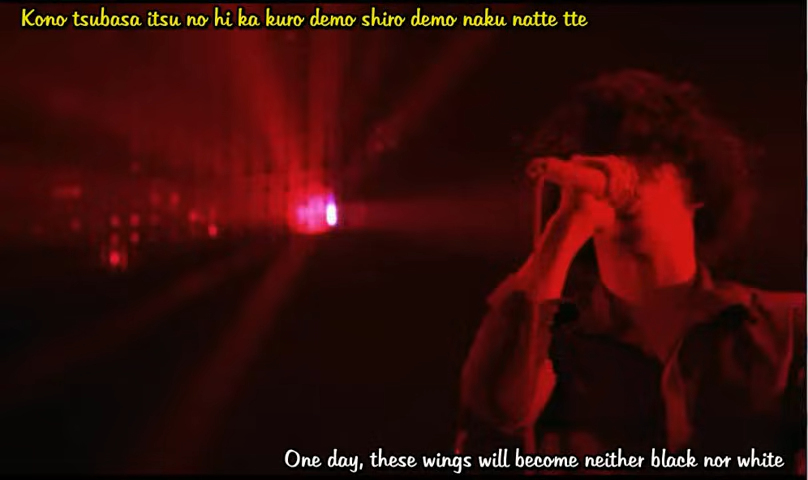 Kono tsubasa itsu no hi ka kuro demo shiro demo naku natte tte
One day, these wings will become neither black nor white